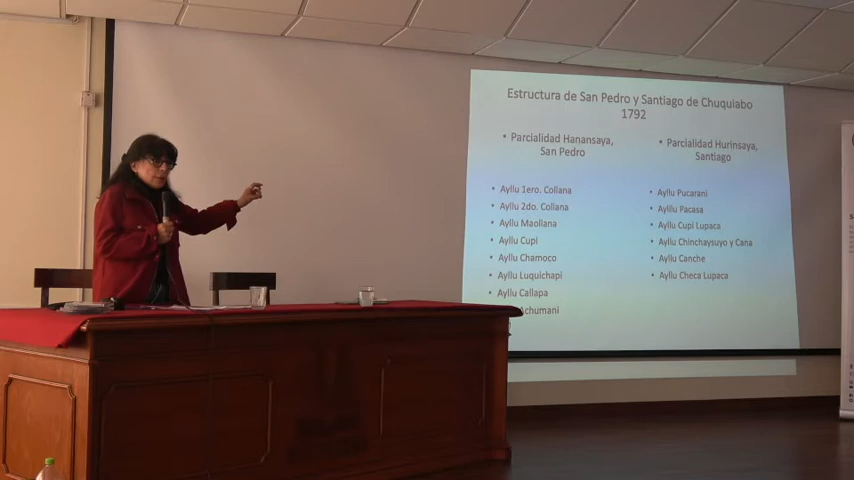 Estructura de San Pedro y Santiago de Chuquiabo
1792
• Parcialidad Hanansaya,
San Pedro
• Ayllu 1ero. Collana
• Ayllu 2do. Collana
• Ayllu Maollana
• Ayllu Cupi
• Ayllu Chamoco
• Ayllu Luquichapi
• Ayllu Callapa
Achumani
• Parcialidad Hurinsaya,
Santiago
• Ayllu Pucarani
• Ayllu Pacasa
• Ayllu Cupi Lupaca
• Ayllu Chinchaysuyo y Cana
• Ayllu Canche
• Ayllu Checa Lupaca